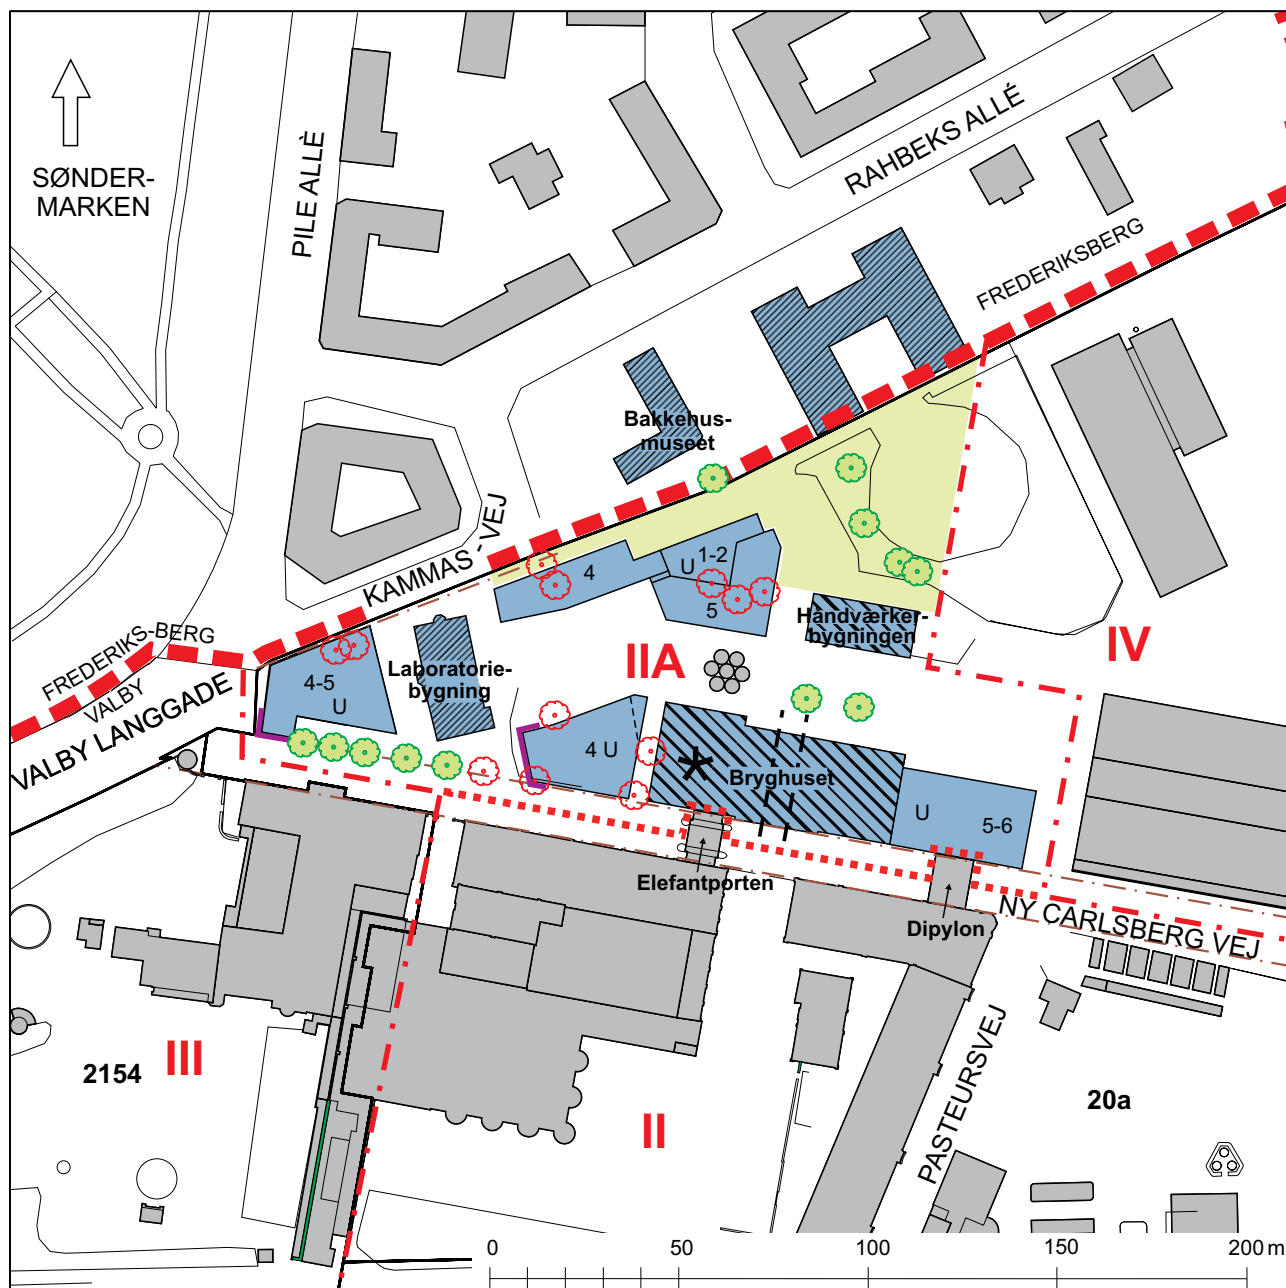 SØNDER-
MARKEN
PILE ALLÈ
RAHBEKS ALLÉ
FREDERIKSBERG
Bakkehus-
museet
KAMMAS - VEJ
4
U
1-2
5
Håndværker-
bygningen
IV
IIA
FREDERIKS-BERG
VALBY
VALBY LANGGADE
4-5
U
Laboratorie-
bygning
4 U
*
Bryghuset
U
5-6
Elefantporten
Dipylon
NY CARLSBERG VEJ
III
2154
II
PASTEURSVEJ
20a
0
50
100
150
200 m